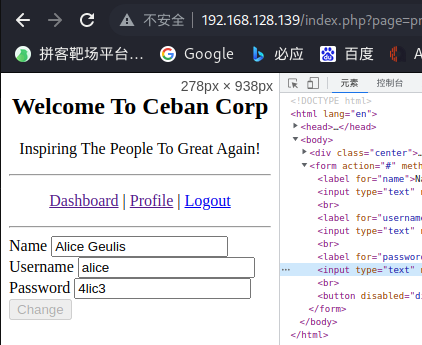 不安全 | 192.168.128.139/index.php?page=pr
拼客靶场平台... Google 必应 百度 A
278px × 938px
Welcome To Ceban Corp
Inspiring The People To Great Again!
Dashboard | Profile | Logout
Name Alice Geulis
Username alice
Password 4lic3
Change
元素 控制台
<!DOCTYPE html>
<html lang="en">
<head>…</head>
<body>
<div class="center">…
<form action="#" meth
<label for="name">Na
<input type="text" n
<br>
<label for="username
<input type="text" n
<br>
<label for="passwor
<input type="text" n
<br>
<button disabled="di
</form>
</body>
</html>